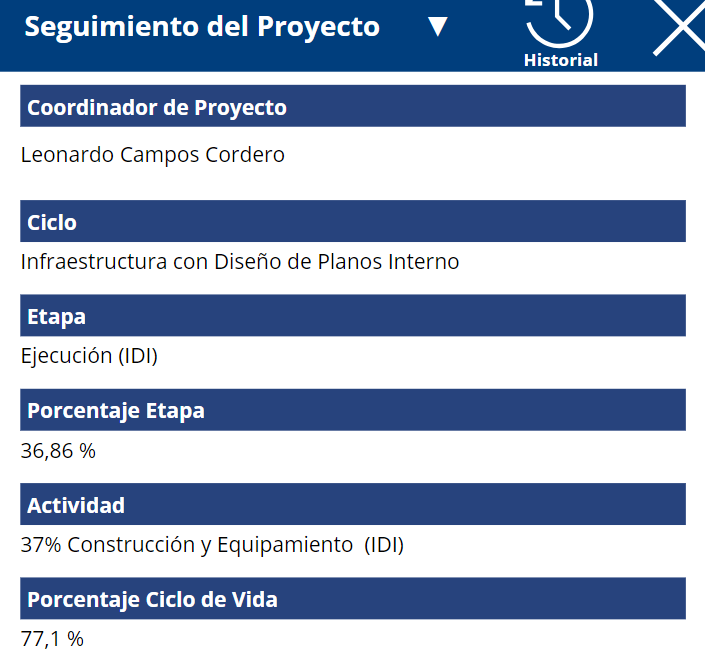 Seguimiento del Proyecto
Historial
Coordinador de Proyecto
Leonardo Campos Cordero
Ciclo
Infraestructura con Diseño de Planos Interno
Etapa
Ejecución (IDI)
Porcentaje Etapa
36,86 %
Actividad
37% Construcción y Equipamiento  (IDI)
Porcentaje Ciclo de Vida
77,1 %